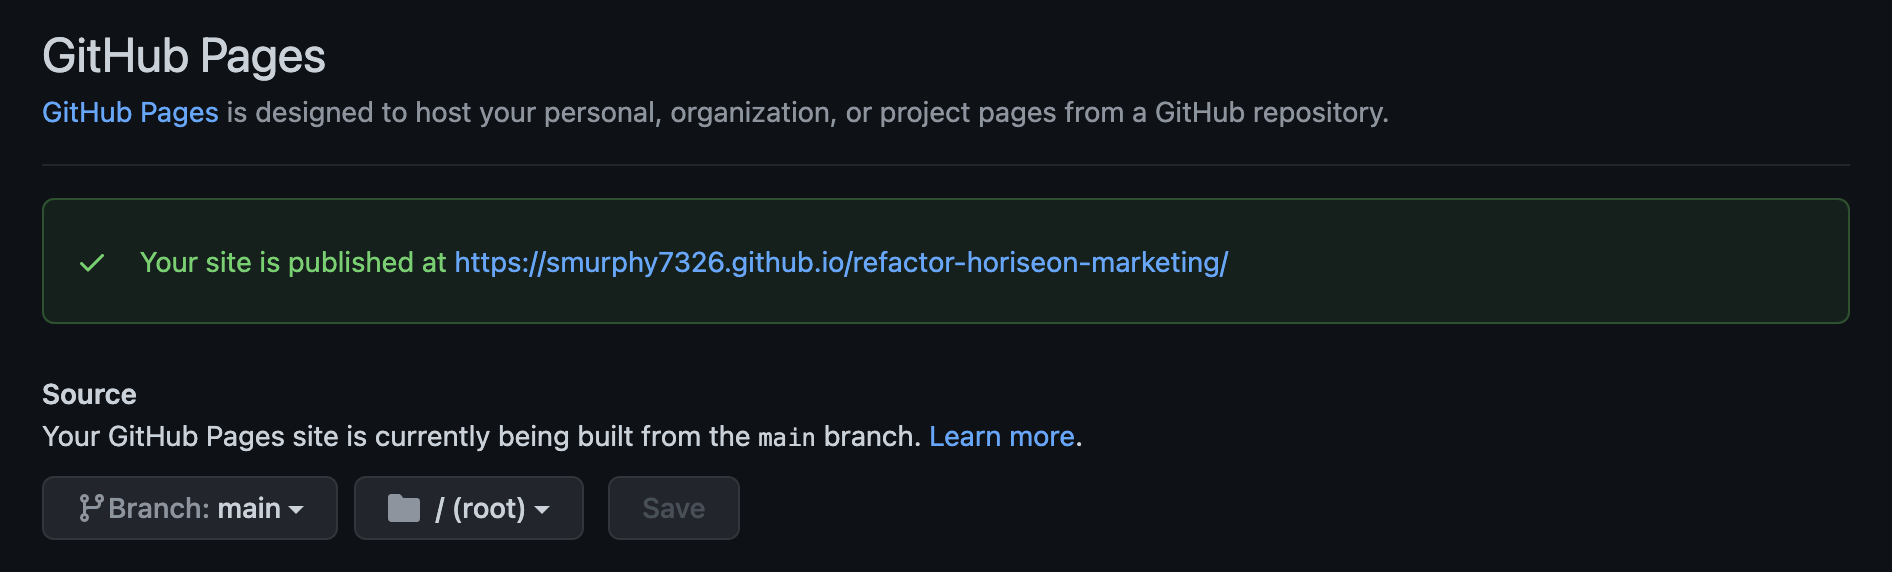 GitHub Pages
GitHub Pages is designed to host your personal, organization, or project pages from a GitHub repository.
Your site is published at https://smurphy7326.github.io/refactor-horiseon-marketing/
Source
Your GitHub Pages site is currently being built from the main branch. Learn more.
Branch: main / (root) Save